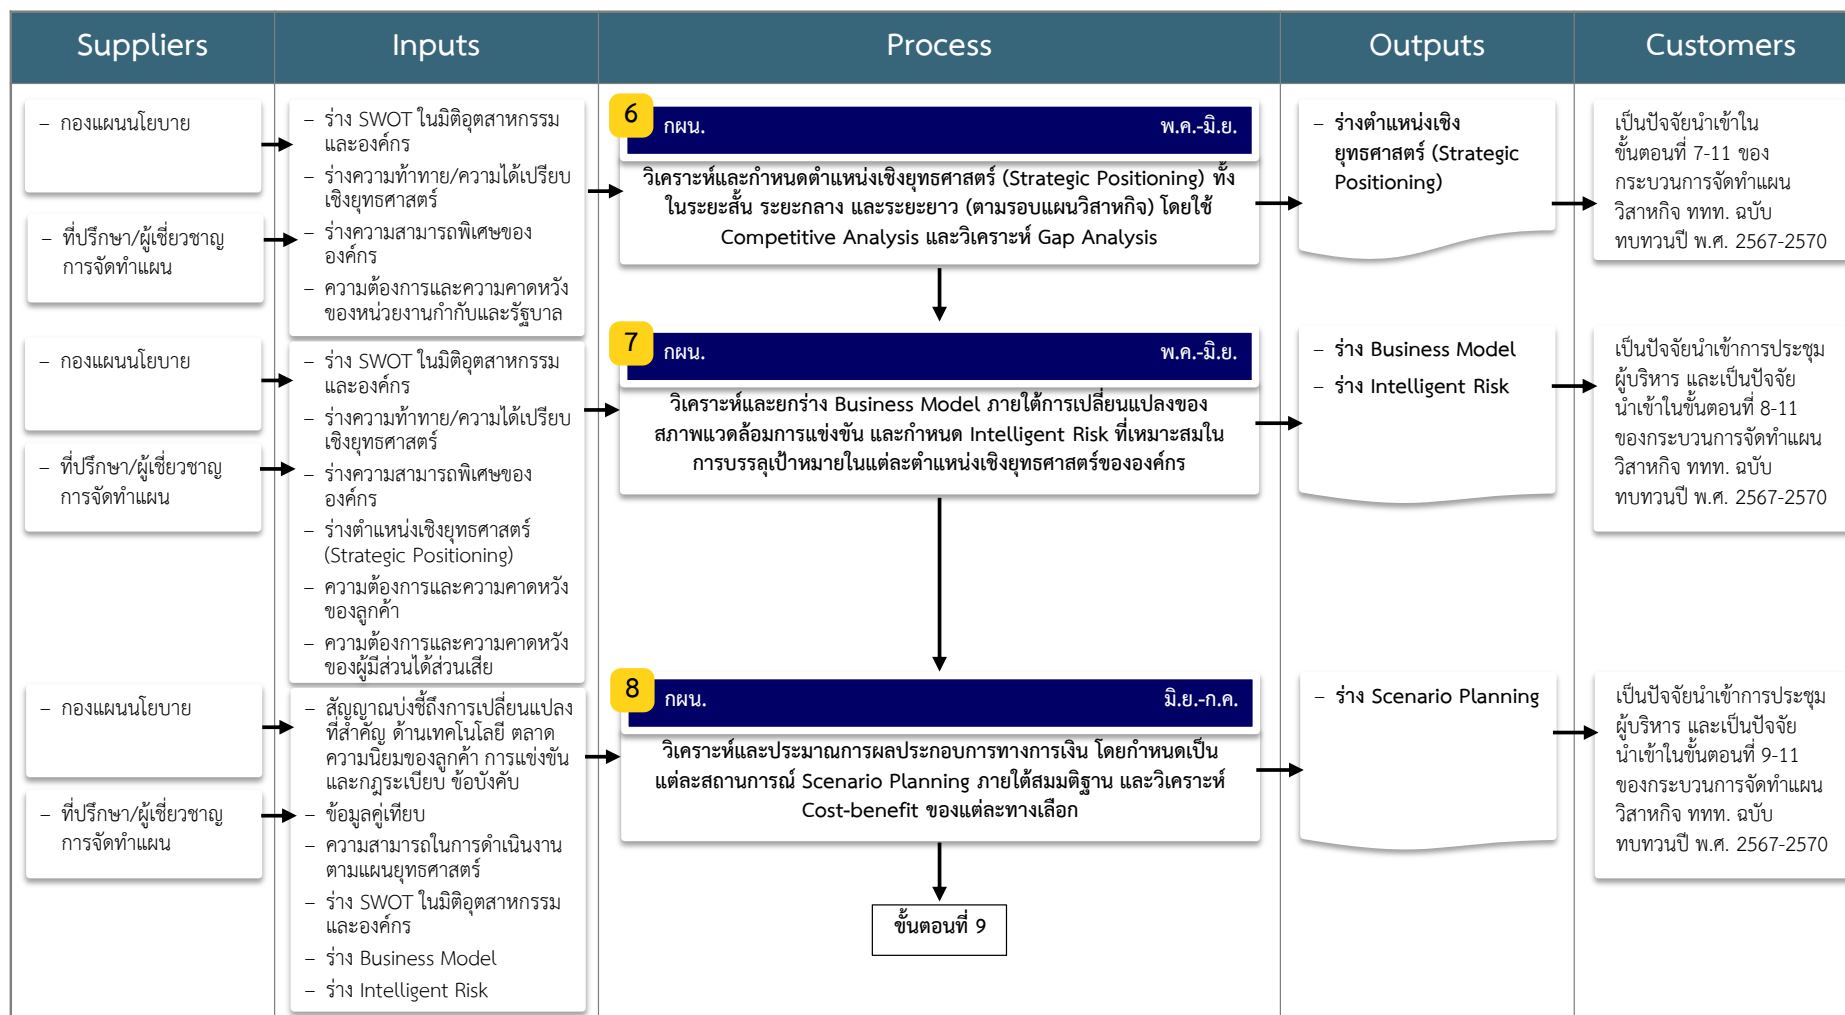 Suppliers
Inputs
Process
Outputs
Customers
– กองแผนนโยบาย
– ที่ปรึกษา/ผู้เชี่ยวชาญ
การจัดทำแผน
– ร่าง SWOT ในมิติอุตสาหกรรม
และองค์กร
– ร่างความท้าทาย/ความได้เปรียบ
เชิงยุทธศาสตร์
– ร่างความสามารถพิเศษของ
องค์กร
– ความต้องการและความคาดหวัง
ของหน่วยงานกำกับและรัฐบาล
6
กผน.
พ.ค.-มิ.ย.
วิเคราะห์และกำหนดตำแหน่งเชิงยุทธศาสตร์ (Strategic Positioning) ทั้ง
ในระยะสั้น ระยะกลาง และระยะยาว (ตามรอบแผนวิสาหกิจ) โดยใช้
Competitive Analysis และวิเคราะห์ Gap Analysis
– ร่างตำแหน่งเชิง
ยุทธศาสตร์ (Strategic
Positioning)
เป็นปัจจัยนำเข้าใน
ขั้นตอนที่ 7-11 ของ
กระบวนการจัดทำแผน
วิสาหกิจ ททท. ฉบับ
ทบทวนปี พ.ศ. 2567-2570
– กองแผนนโยบาย
– ที่ปรึกษา/ผู้เชี่ยวชาญ
การจัดทำแผน
– ร่าง SWOT ในมิติอุตสาหกรรม
และองค์กร
– ร่างความท้าทาย/ความได้เปรียบ
เชิงยุทธศาสตร์
– ร่างความสามารถพิเศษของ
องค์กร
– ร่างตำแหน่งเชิงยุทธศาสตร์
(Strategic Positioning)
– ความต้องการและความคาดหวัง
ของลูกค้า
– ความต้องการและความคาดหวัง
ของผู้มีส่วนได้ส่วนเสีย
7
กผน.
พ.ค.-มิ.ย.
วิเคราะห์และยกร่าง Business Model ภายใต้การเปลี่ยนแปลงของ
สภาพแวดล้อมการแข่งขัน และกำหนด Intelligent Risk ที่เหมาะสมใน
การบรรลุเป้าหมายในแต่ละตำแหน่งเชิงยุทธศาสตร์ขององค์กร
– ร่าง Business Model
– ร่าง Intelligent Risk
เป็นปัจจัยนำเข้าการประชุม
ผู้บริหาร และเป็นปัจจัย
นำเข้าในขั้นตอนที่ 8-11
ของกระบวนการจัดทำแผน
วิสาหกิจ ททท. ฉบับ
ทบทวนปี พ.ศ. 2567-2570
– กองแผนนโยบาย
– ที่ปรึกษา/ผู้เชี่ยวชาญ
การจัดทำแผน
– สัญญาณบ่งชี้ถึงการเปลี่ยนแปลง
ที่สำคัญ ด้านเทคโนโลยี ตลาด
ความนิยมของลูกค้า การแข่งขัน
และกฎระเบียบ ข้อบังคับ
– ข้อมูลคู่เทียบ
– ความสามารถในการดำเนินงาน
ตามแผนยุทธศาสตร์
– ร่าง SWOT ในมิติอุตสาหกรรม
และองค์กร
– ร่าง Business Model
– ร่าง Intelligent Risk
8
กผน.
มิ.ย.-ก.ค.
วิเคราะห์และประมาณการผลประกอบการทางการเงิน โดยกำหนดเป็น
แต่ละสถานการณ์ Scenario Planning ภายใต้สมมติฐาน และวิเคราะห์
Cost-benefit ของแต่ละทางเลือก
ขั้นตอนที่ 9
– ร่าง Scenario Planning
เป็นปัจจัยนำเข้าการประชุม
ผู้บริหาร และเป็นปัจจัย
นำเข้าในขั้นตอนที่ 9-11
ของกระบวนการจัดทำแผน
วิสาหกิจ ททท. ฉบับ
ทบทวนปี พ.ศ. 2567-2570